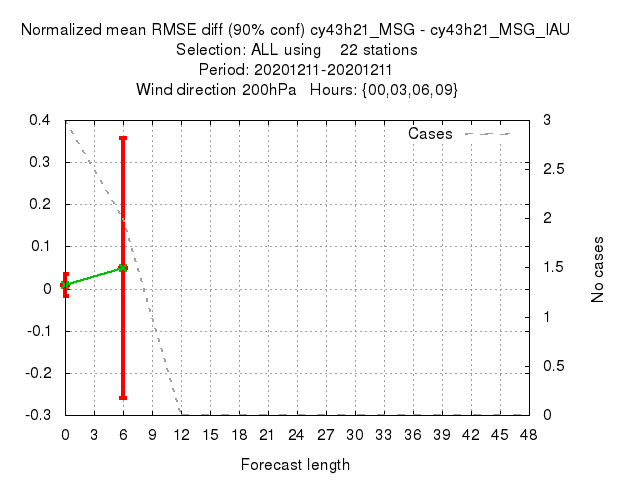 Normalized mean RMSE diff (90% conf) cy43h21_MSG - cy43h21_MSG_IAU
Selection: ALL using    22 stations
Period: 20201211-20201211
Wind direction 200hPa   Hours: {00,03,06,09}
Cases
0.4
0.3
0.2
0.1
0
-0.1
-0.2
-0.3
3
2.5
2
1.5
1
0.5
0
No cases
0 3 6 9 12 15 18 21 24 27 30 33 36 39 42 45 48
Forecast length